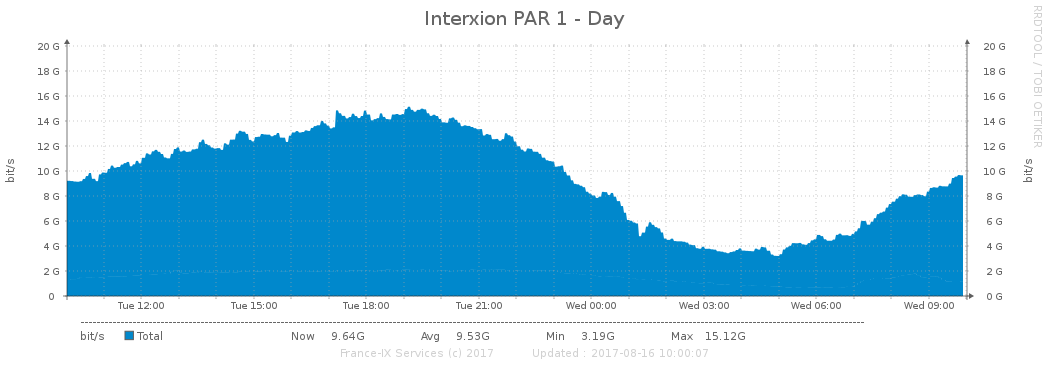 Interxion PAR 1 - Day
RRDTOOL / TOBI OETIKER
bit/s
bit/s
20 G 20 G
18 G 18 G
16 G 16 G
14 G 14 G
12 G 12 G
10 G 10 G
8 G 8 G
6 G 6 G
4 G 4 G
2 G 2 G
0 0 G
Tue 12:00 Tue 15:00 Tue 18:00 Tue 21:00 Wed 00:00 Wed 03:00 Wed 06:00 Wed 09:00
bit/s Total Now 9.64G Avg 9.53G Min 3.19G Max 15.12G
France-IX Services (c) 2017 Updated : 2017-08-16 10:00:07